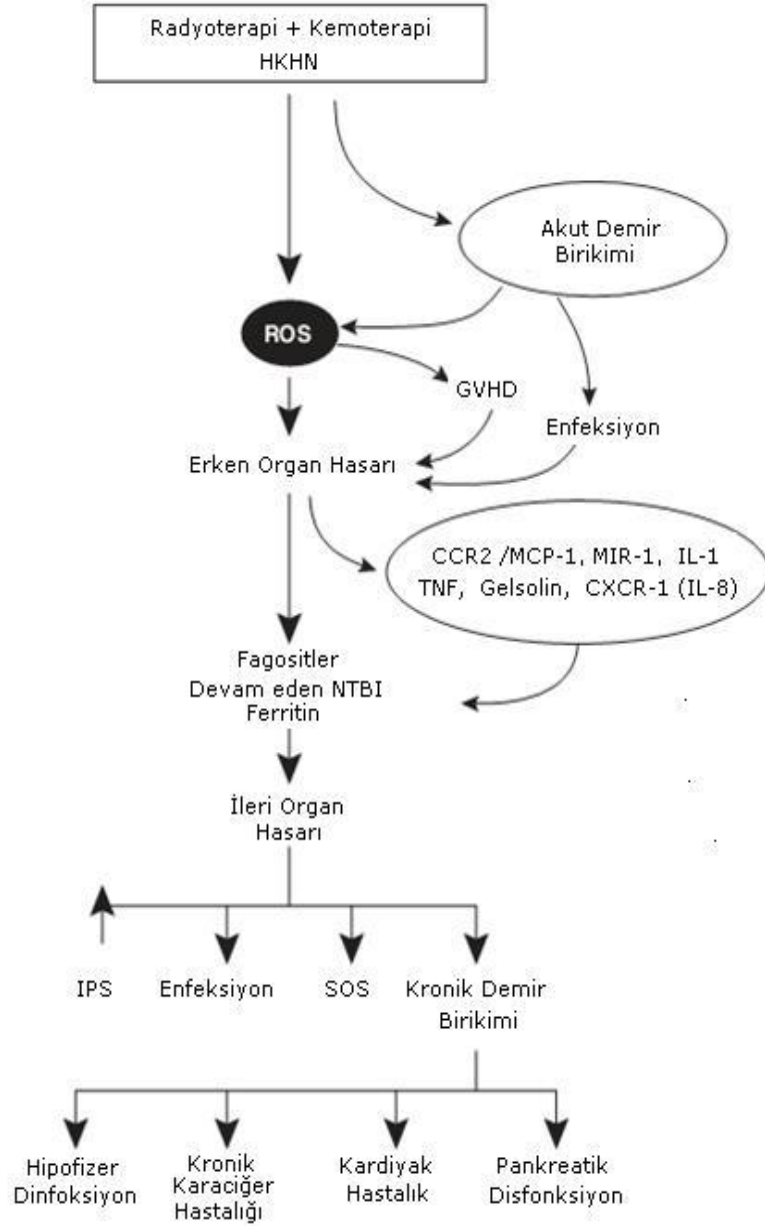 Radyoterapi + Kemoterapi
HKHN
Akut Demir
Birikimi
ROS
GVHD
Enfeksiyon
Erken Organ Hasarı
CCR2 /MCP-1, MIR-1, IL-1
TNF, Gelsolin, CXCR-1 (IL-8)
Fagositler
Devam eden NTBI
Ferritin
İleri Organ
Hasarı
IPS
Enfeksiyon
SOS
Kronik Demir
Birikimi
Hipofizer
Dinfoksiyon
Kronik
Karaciğer
Hastalığı
Kardiyak
Hastalık
Pankreatik
Disfonksiyon